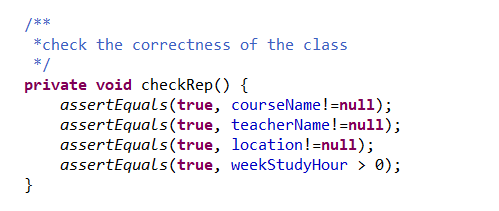 /**
 *check the correctness of the class
 */
private void checkRep() {
    assertEquals(true, courseName!=null);
    assertEquals(true, teacherName!=null);
    assertEquals(true, location!=null);
    assertEquals(true, weekStudyHour > 0);
}